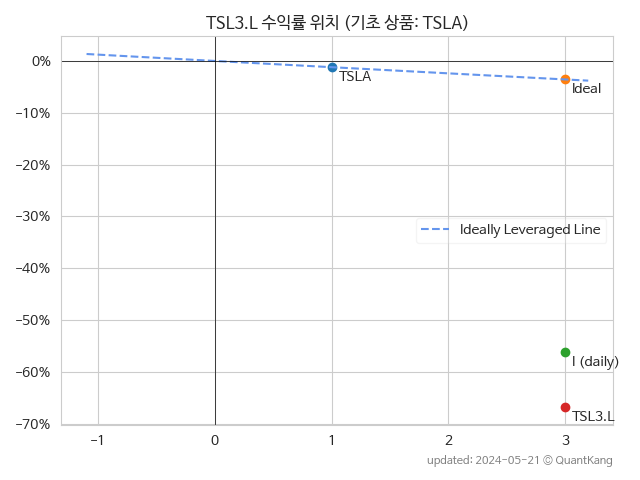 TSL3.L 수익률 위치 (기초 상품: TSLA)
0%
−10%
−20%
−30%
−40%
−50%
−60%
−70%
TSLA
Ideal
Ideally Leveraged Line
I (daily)
TSL3.L
−1
0
1
2
3
updated: 2024-05-21 © QuantKang